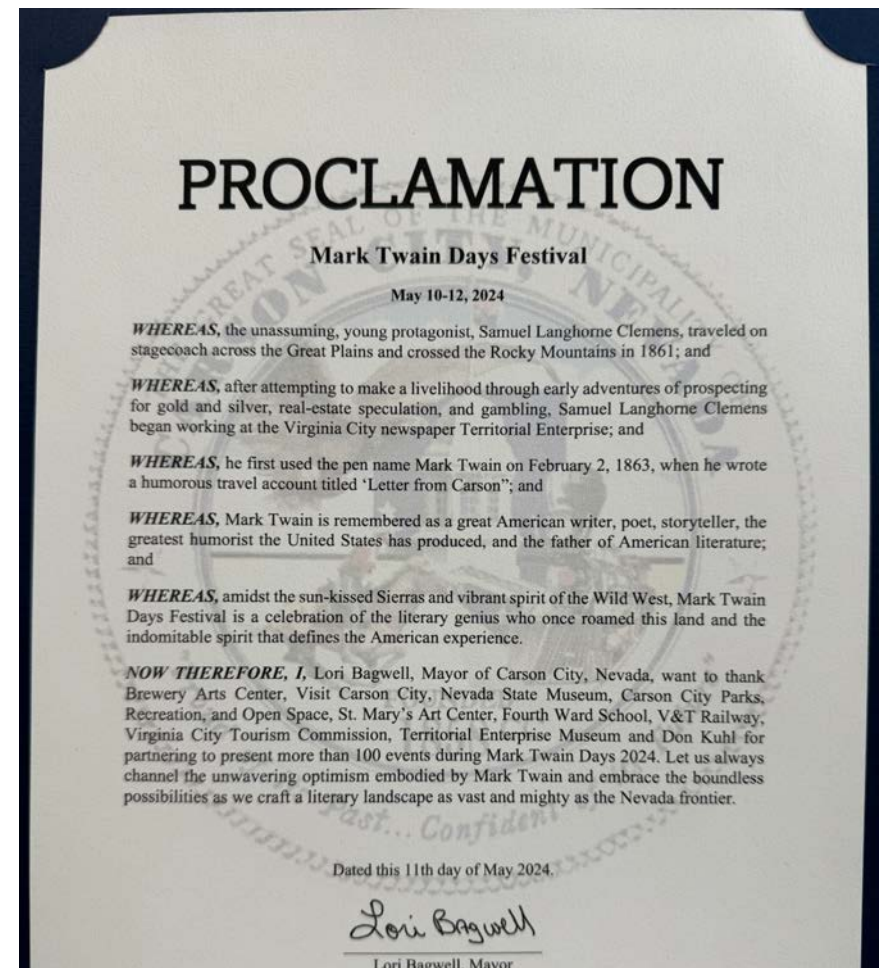 PROCLAMATION
Mark Twain Days Festival
May 10-12, 2024
WHEREAS, the unassuming, young protagonist, Samuel Langhorne Clemens, traveled on
stagecoach across the Great Plains and crossed the Rocky Mountains in 1861; and
WHEREAS, after attempting to make a livelihood through early adventures of prospecting
for gold and silver, real-estate speculation, and gambling, Samuel Langhorne Clemens
began working at the Virginia City newspaper Territorial Enterprise; and
WHEREAS, he first used the pen name Mark Twain on February 2, 1863, when he wrote
a humorous travel account titled ‘Letter from Carson”; and
WHEREAS, Mark Twain is remembered as a great American writer, poet, storyteller, the
greatest humorist the United States has produced, and the father of American literature;
and
WHEREAS, amidst the sun-kissed Sierras and vibrant spirit of the Wild West, Mark Twain
Days Festival is a celebration of the literary genius who once roamed this land and the
indomitable spirit that defines the American experience.
NOW THEREFORE, I, Lori Bagwell, Mayor of Carson City, Nevada, want to thank
Brewery Arts Center, Visit Carson City, Nevada State Museum, Carson City Parks,
Recreation, and Open Space, St. Mary’s Art Center, Fourth Ward School, V&T Railway,
Virginia City Tourism Commission, Territorial Enterprise Museum and Don Kuhl for
partnering to present more than 100 events during Mark Twain Days 2024. Let us always
channel the unwavering optimism embodied by Mark Twain and embrace the boundless
possibilities as we craft a literary landscape as vast and mighty as the Nevada frontier.
Dated this 11th day of May 2024.
Lori Bagwell
Lori Bagwell, Mayor
GREAT SEAL OF THE MUNICIPALITY OF
CARSON CITY, NEVADA
Past... Confident